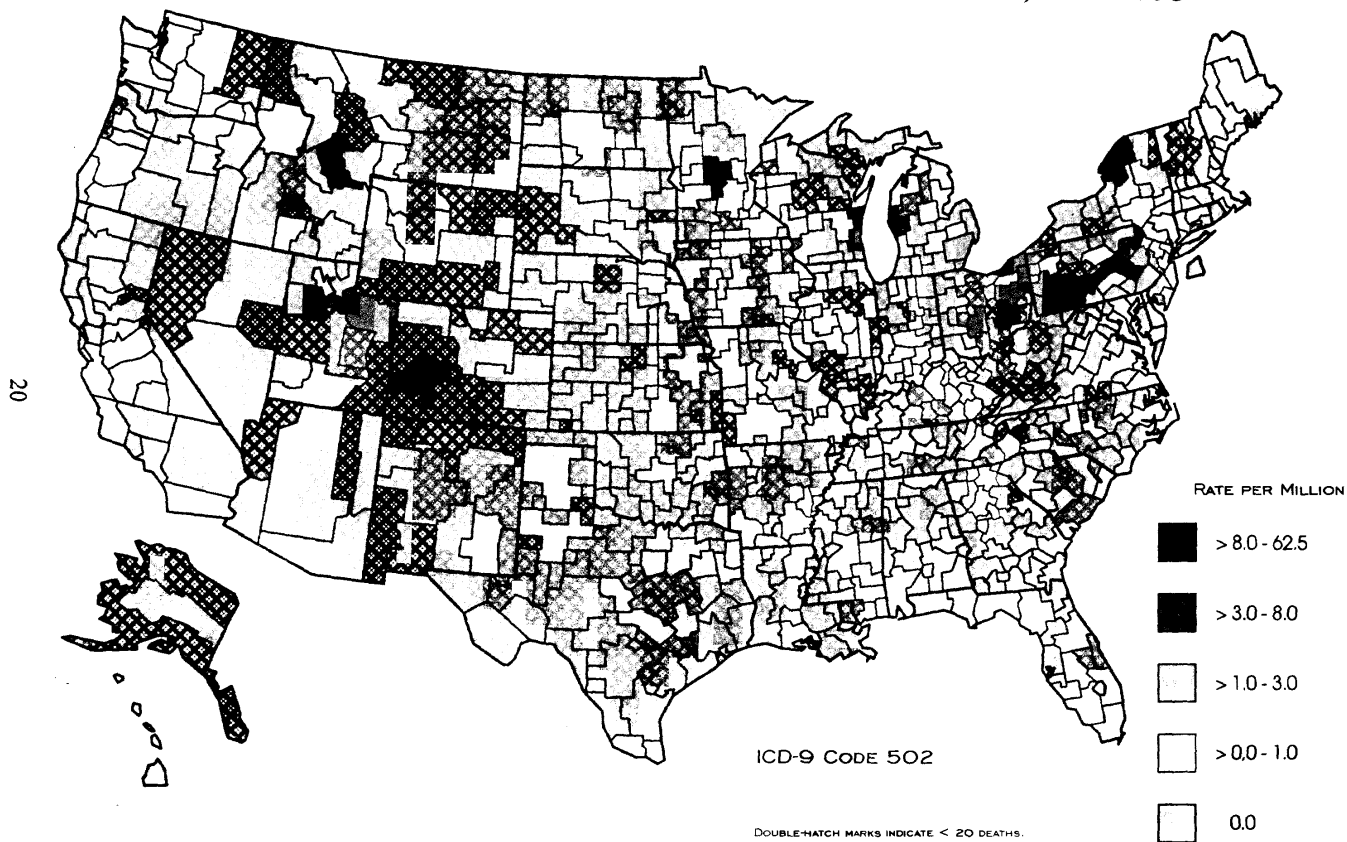 20
RATE PER MILLION
> 8.0 - 62.5
> 3.0 - 8.0
> 1.0 - 3.0
> 0.0 - 1.0
0.0
ICD-9 CODE 502
DOUBLE-HATCH MARKS INDICATE < 20 DEATHS.